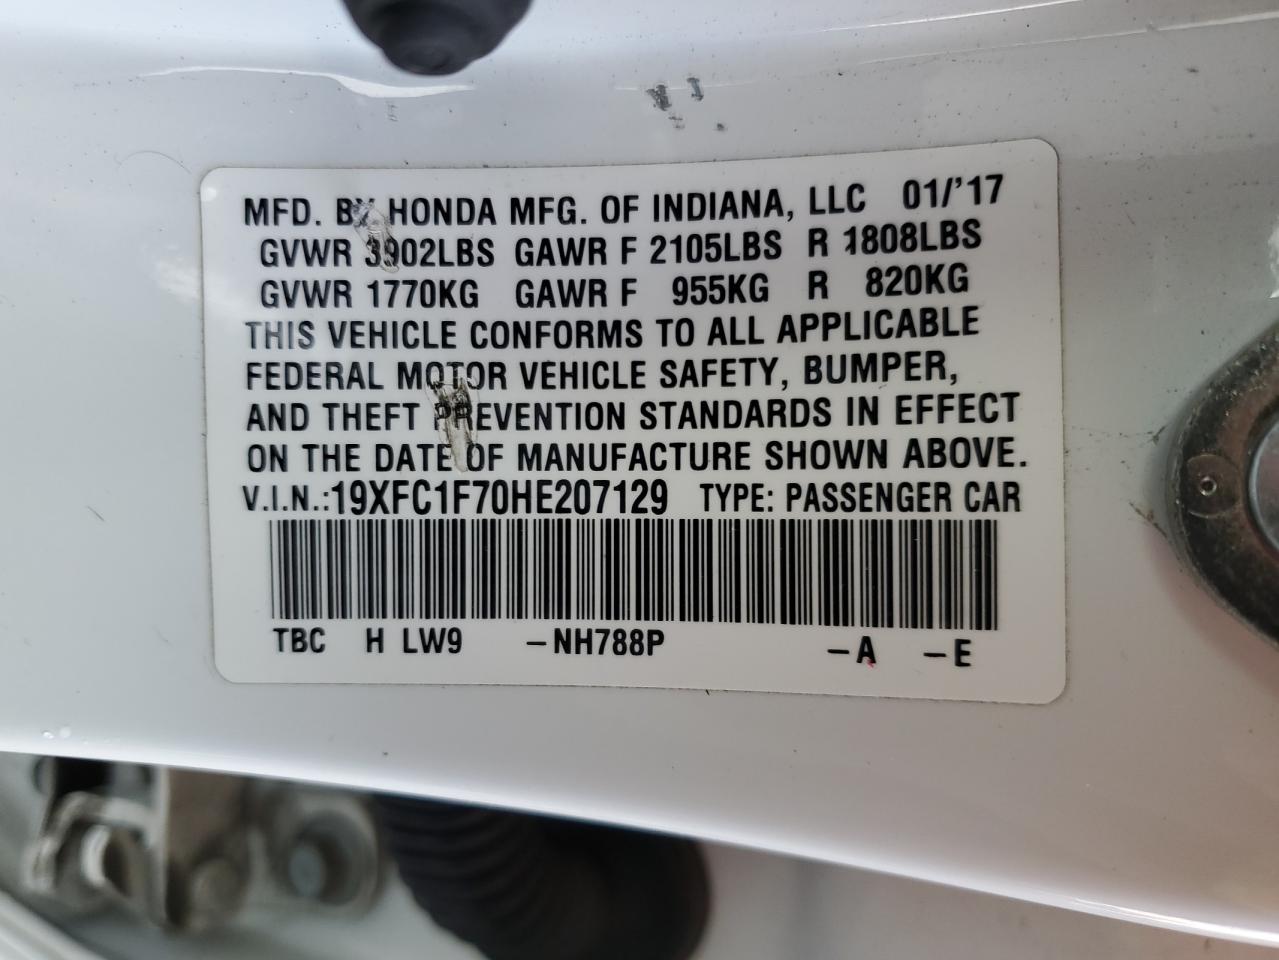 MFD. BY HONDA MFG. OF INDIANA, LLC 01/'17
GVWR 3902LBS GAWR F 2105LBS R 1808LBS
GVWR 1770KG GAWR F 955KG R 820KG
THIS VEHICLE CONFORMS TO ALL APPLICABLE
FEDERAL MOTOR VEHICLE SAFETY, BUMPER,
AND THEFT PREVENTION STANDARDS IN EFFECT
ON THE DATE OF MANUFACTURE SHOWN ABOVE.
V.I.N.:19XFC1F70HE207129 TYPE: PASSENGER CAR
TBC H LW9 –NH788P –A –E